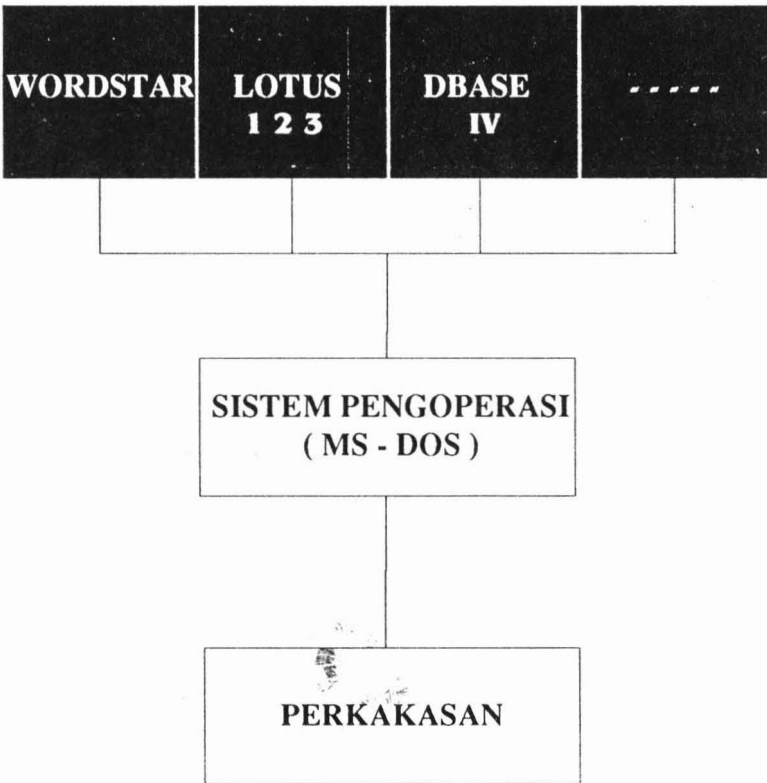 WORDSTAR
LOTUS
1 2 3
DBASE
IV
- - - - -
SISTEM PENGOPERASI
( MS - DOS )
PERKAKASAN